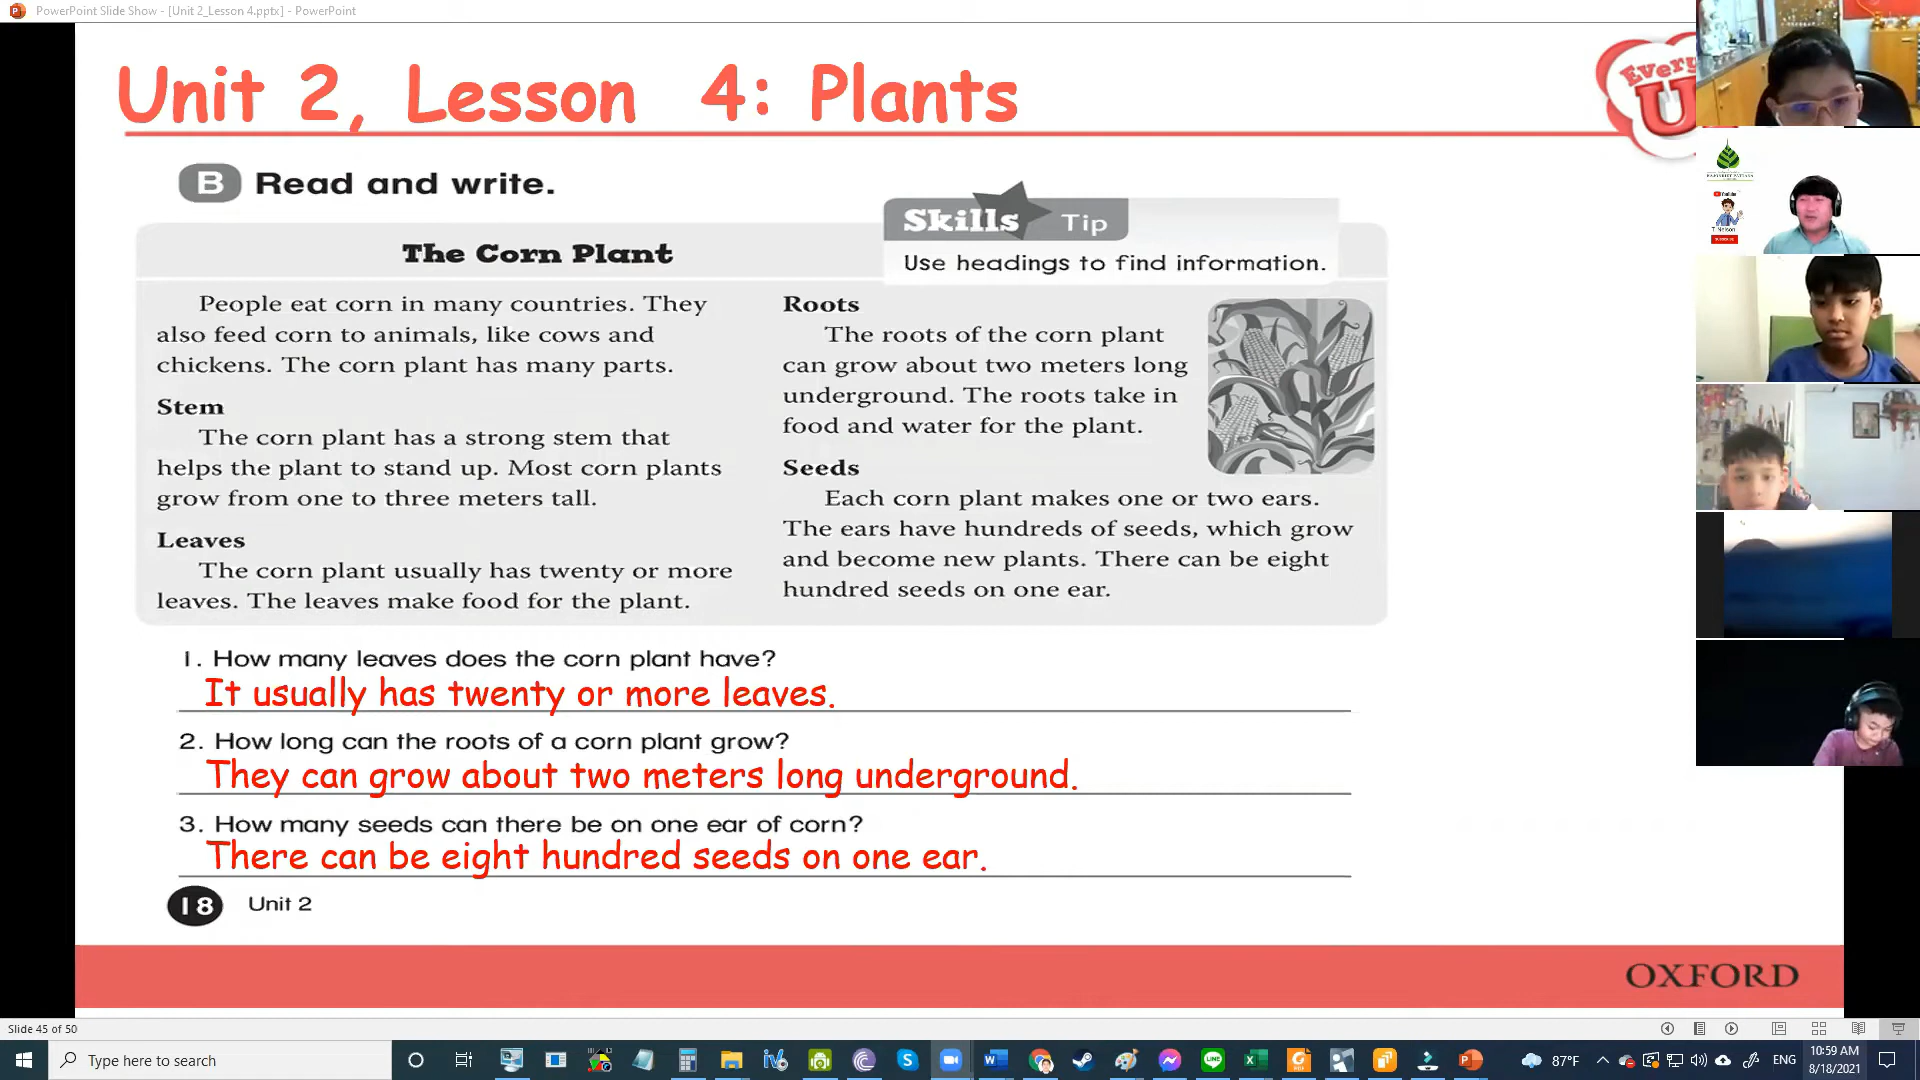 PowerPoint Slide Show - [Unit 2_Lesson 4.pptx] - PowerPoint
Unit 2, Lesson 4: Plants
Every
U
B Read and write.
Skills Tip
Use headings to find information.
The Corn Plant
People eat corn in many countries. They
also feed corn to animals, like cows and
chickens. The corn plant has many parts.
Stem
The corn plant has a strong stem that
helps the plant to stand up. Most corn plants
grow from one to three meters tall.
Leaves
The corn plant usually has twenty or more
leaves. The leaves make food for the plant.
Roots
The roots of the corn plant
can grow about two meters long
underground. The roots take in
food and water for the plant.
Seeds
Each corn plant makes one or two ears.
The ears have hundreds of seeds, which grow
and become new plants. There can be eight
hundred seeds on one ear.
1. How many leaves does the corn plant have?
It usually has twenty or more leaves.
2. How long can the roots of a corn plant grow?
They can grow about two meters long underground.
3. How many seeds can there be on one ear of corn?
There can be eight hundred seeds on one ear.
18 Unit 2
OXFORD
YouTube
T. Nelson
SUBSCRIBE
Slide 45 of 50
Type here to search
87°F
ENG
10:59 AM
8/18/2021